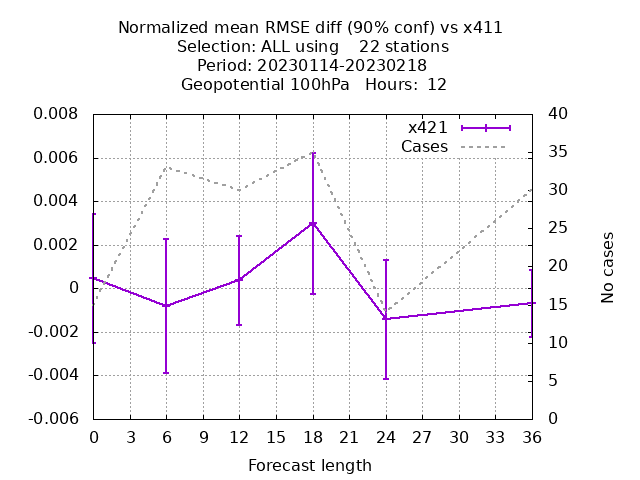 Normalized mean RMSE diff (90% conf) vs x411
Selection: ALL using    22 stations
Period: 20230114-20230218
Geopotential 100hPa   Hours:  12
x421
Cases
0.008
0.006
0.004
0.002
0
-0.002
-0.004
-0.006
40
35
30
25
20
15
10
5
0
No cases
0 3 6 9 12 15 18 21 24 27 30 33 36
Forecast length